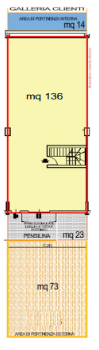 GALLERIA CLIENTI
AREA DI PERTINENZA INTERNA
mq 14
mq 136
PENSILINA
mq 23
mq 73
AREA DI PERTINENZA ESTERNA